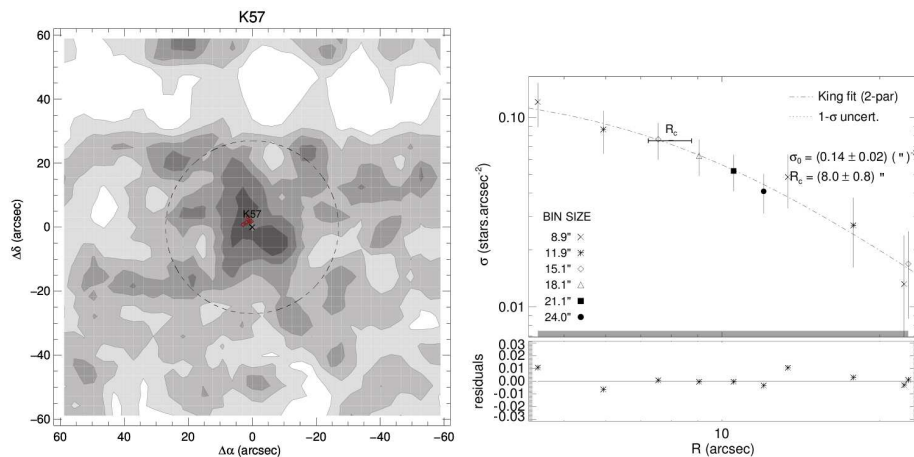 K57
60
40
20
0
−20
−40
−60
60 40 20 0 −20 −40 −60
Δδ (arcsec)
Δα (arcsec)
K57
0.10
0.01
σ (stars.arcsec⁻²)
King fit (2-par)
1-σ uncert.
R_c
σ₀ = (0.14 ± 0.02) (")
R_c = (8.0 ± 0.8) "
BIN SIZE
8.9"
11.9"
15.1"
18.1"
21.1"
24.0"
0.03
0.02
0.01
0.00
-0.01
-0.02
-0.03
residuals
10
R (arcsec)